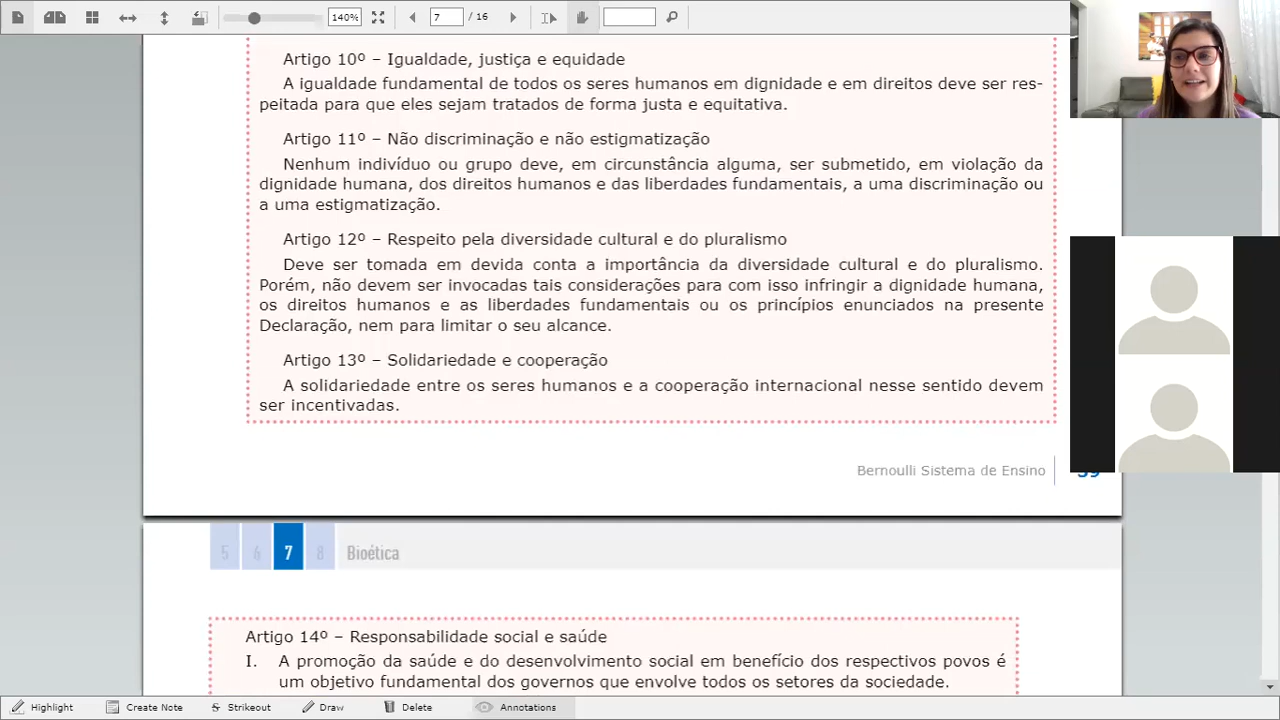 140%
7
/ 16
Artigo 10º – Igualdade, justiça e equidade
A igualdade fundamental de todos os seres humanos em dignidade e em direitos deve ser res-
peitada para que eles sejam tratados de forma justa e equitativa.
Artigo 11º – Não discriminação e não estigmatização
Nenhum indivíduo ou grupo deve, em circunstância alguma, ser submetido, em violação da
dignidade humana, dos direitos humanos e das liberdades fundamentais, a uma discriminação ou
a uma estigmatização.
Artigo 12º – Respeito pela diversidade cultural e do pluralismo
Deve ser tomada em devida conta a importância da diversidade cultural e do pluralismo.
Porém, não devem ser invocadas tais considerações para com isso infringir a dignidade humana,
os direitos humanos e as liberdades fundamentais ou os princípios enunciados na presente
Declaração, nem para limitar o seu alcance.
Artigo 13º – Solidariedade e cooperação
A solidariedade entre os seres humanos e a cooperação internacional nesse sentido devem
ser incentivadas.
Bernoulli Sistema de Ensino
5 6 7 8 Bioética
Artigo 14º – Responsabilidade social e saúde
I. A promoção da saúde e do desenvolvimento social em benefício dos respectivos povos é
um objetivo fundamental dos governos que envolve todos os setores da sociedade.
Highlight Create Note Strikeout Draw Delete Annotations